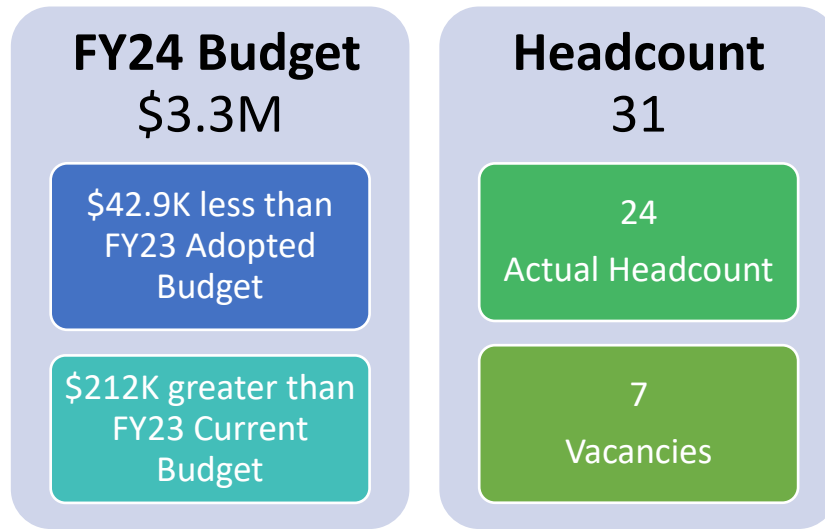 FY24 Budget
$3.3M
$42.9K less than
FY23 Adopted
Budget
$212K greater than
FY23 Current
Budget
Headcount
31
24
Actual Headcount
7
Vacancies